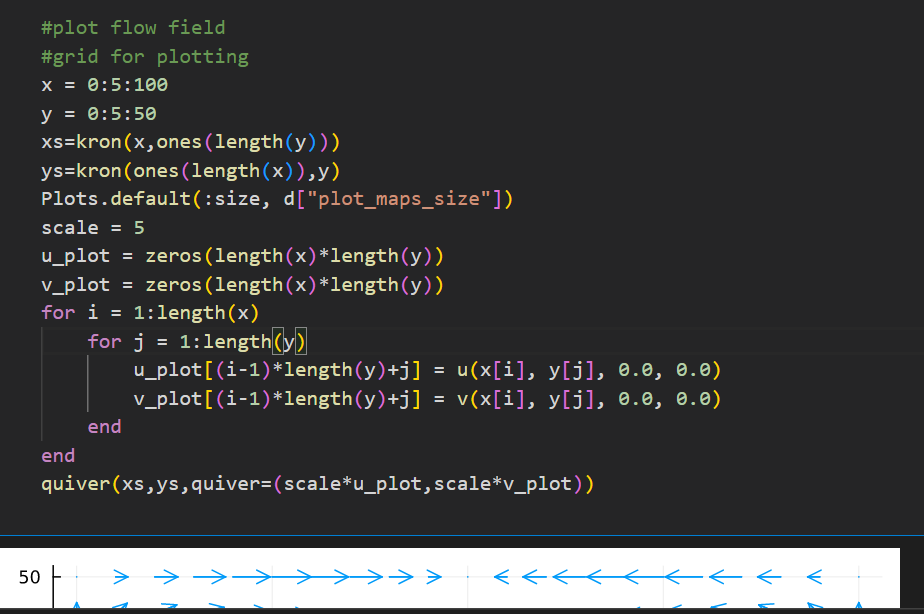 #plot flow field
#grid for plotting
x = 0:5:100
y = 0:5:50
xs=kron(x,ones(length(y)))
ys=kron(ones(length(x)),y)
Plots.default(:size, d["plot_maps_size"])
scale = 5
u_plot = zeros(length(x)*length(y))
v_plot = zeros(length(x)*length(y))
for i = 1:length(x)
    for j = 1:length(y)
        u_plot[(i-1)*length(y)+j] = u(x[i], y[j], 0.0, 0.0)
        v_plot[(i-1)*length(y)+j] = v(x[i], y[j], 0.0, 0.0)
    end
end
quiver(xs,ys,quiver=(scale*u_plot,scale*v_plot))
50